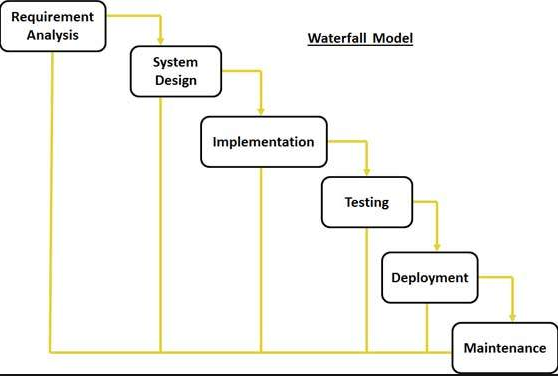 Requirement
Analysis
Waterfall Model
System
Design
Implementation
Testing
Deployment
Maintenance